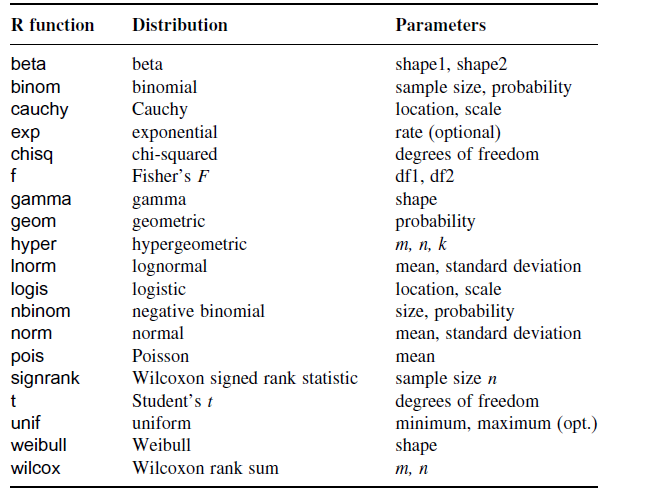 R function Distribution Parameters
beta beta shape1, shape2
binom binomial sample size, probability
cauchy Cauchy location, scale
exp exponential rate (optional)
chisq chi-squared degrees of freedom
f Fisher's F df1, df2
gamma gamma shape
geom geometric probability
hyper hypergeometric m, n, k
lnorm lognormal mean, standard deviation
logis logistic location, scale
nbinom negative binomial size, probability
norm normal mean, standard deviation
pois Poisson mean
signrank Wilcoxon signed rank statistic sample size n
t Student's t degrees of freedom
unif uniform minimum, maximum (opt.)
weibull Weibull shape
wilcox Wilcoxon rank sum m, n